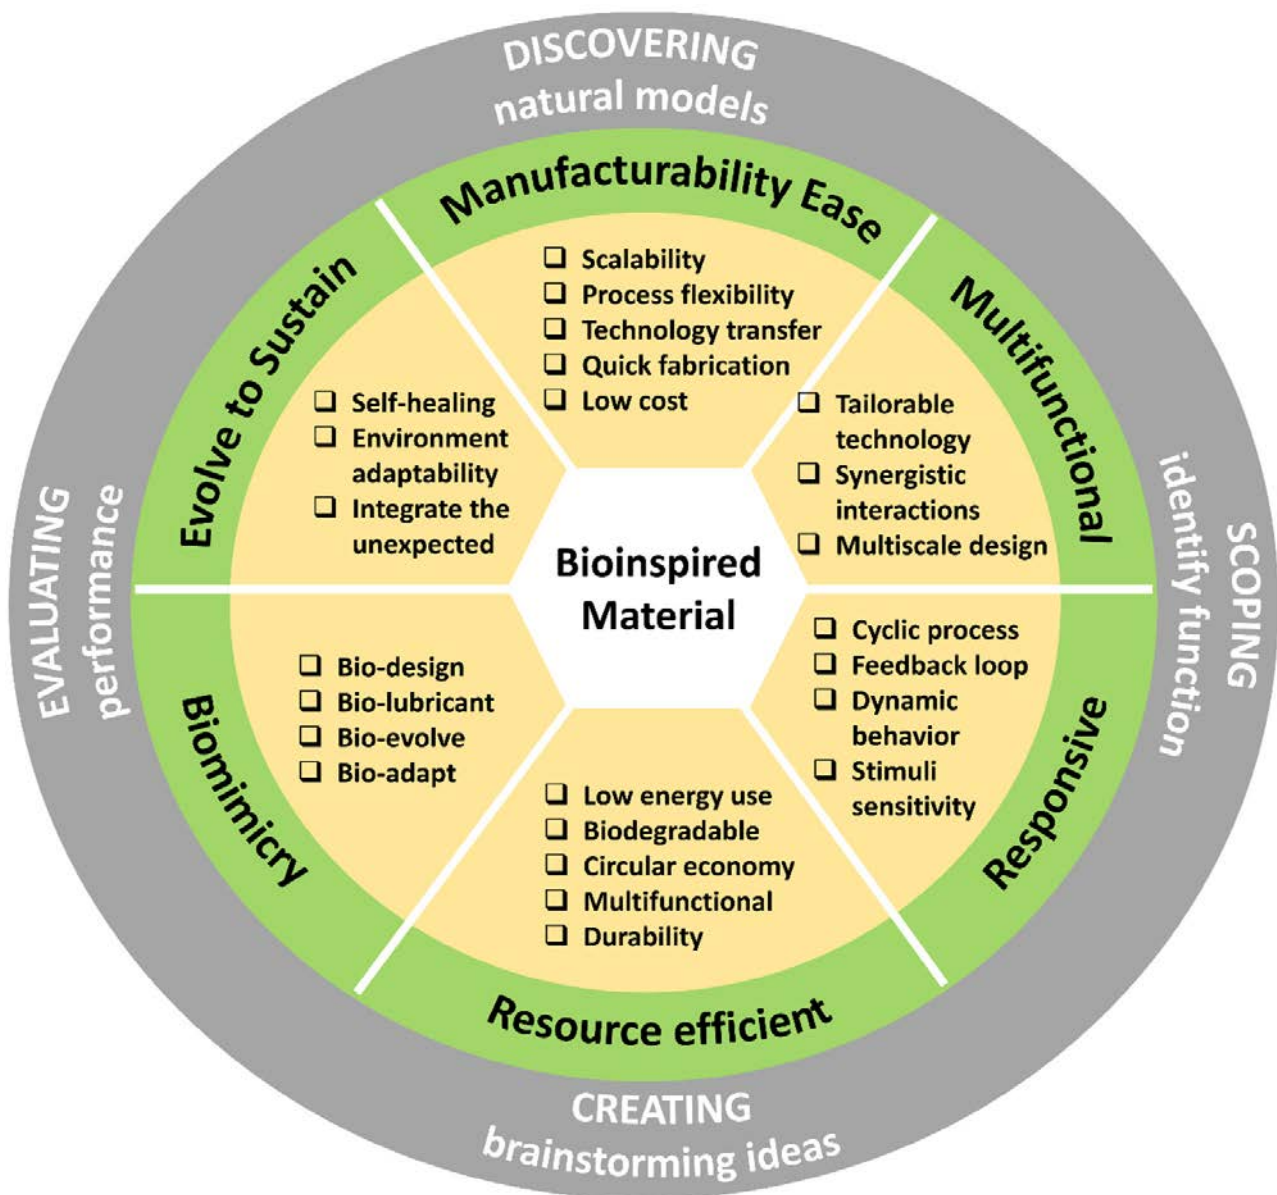 DISCOVERING
natural models
Manufacturability Ease
❑ Scalability
❑ Process flexibility
❑ Technology transfer
❑ Quick fabrication
❑ Low cost
Multifunctional
❑ Tailorable
technology
❑ Synergistic
interactions
❑ Multiscale design
SCOPING
identify function
Responsive
❑ Cyclic process
❑ Feedback loop
❑ Dynamic
behavior
❑ Stimuli
sensitivity
Resource efficient
❑ Low energy use
❑ Biodegradable
❑ Circular economy
❑ Multifunctional
❑ Durability
CREATING
brainstorming ideas
Biomimicry
❑ Bio-design
❑ Bio-lubricant
❑ Bio-evolve
❑ Bio-adapt
EVALUATING
performance
Evolve to Sustain
❑ Self-healing
❑ Environment
adaptability
❑ Integrate the
unexpected
Bioinspired
Material